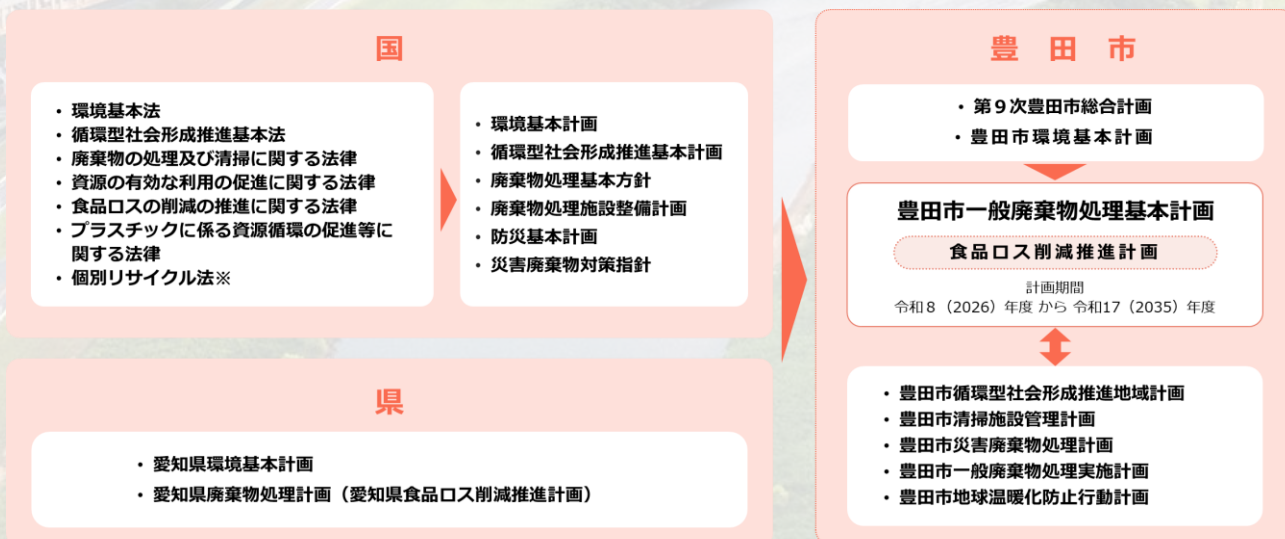 国
・ 環境基本法
・ 循環型社会形成推進基本法
・ 廃棄物の処理及び清掃に関する法律
・ 資源の有効な利用の促進に関する法律
・ 食品ロスの削減の推進に関する法律
・ プラスチックに係る資源循環の促進等に
関する法律
・ 個別リサイクル法※
・ 環境基本計画
・ 循環型社会形成推進基本計画
・ 廃棄物処理基本方針
・ 廃棄物処理施設整備計画
・ 防災基本計画
・ 災害廃棄物対策指針
県
・ 愛知県環境基本計画
・ 愛知県廃棄物処理計画（愛知県食品ロス削減推進計画）
豊田市
・ 第９次豊田市総合計画
・ 豊田市環境基本計画
豊田市一般廃棄物処理基本計画
食品ロス削減推進計画
計画期間
令和８（2026）年度 から 令和17（2035）年度
・ 豊田市循環型社会形成推進地域計画
・ 豊田市清掃施設管理計画
・ 豊田市災害廃棄物処理計画
・ 豊田市一般廃棄物処理実施計画
・ 豊田市地球温暖化防止行動計画